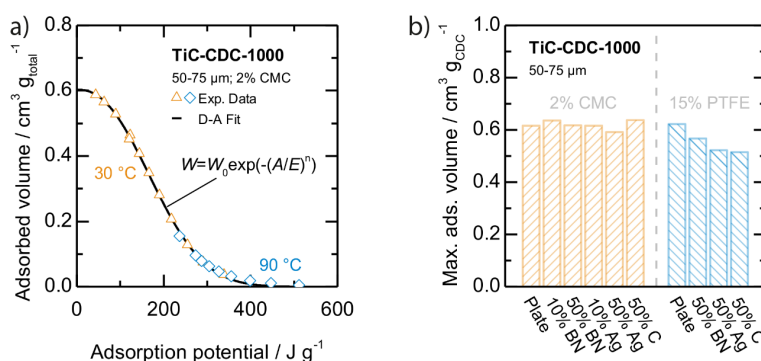 a)
TiC-CDC-1000
50-75 µm; 2% CMC
Exp. Data
D-A Fit
W=W₀exp(-(A/E)ⁿ)
30 °C
90 °C
Adsorbed volume / cm³ g_total⁻¹
0.8
0.6
0.4
0.2
0.0
0 200 400 600
Adsorption potential / J g⁻¹
b)
TiC-CDC-1000
50-75 µm
2% CMC
15% PTFE
Max. ads. volume / cm³ g_CDC⁻¹
1.0
0.8
0.6
0.4
0.2
0.0
Plate
10% BN
50% BN
10% Ag
50% Ag
50% C
Plate
50% BN
50% Ag
50% C